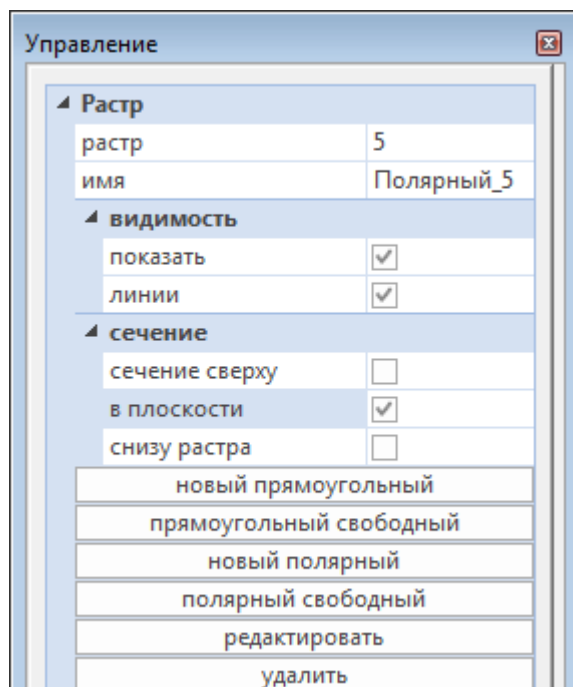 Управление
Растр
растр 5
имя Полярный_5
видимость
показать
линии
сечение
сечение сверху
в плоскости
снизу растра
новый прямоугольный
прямоугольный свободный
новый полярный
полярный свободный
редактировать
удалить